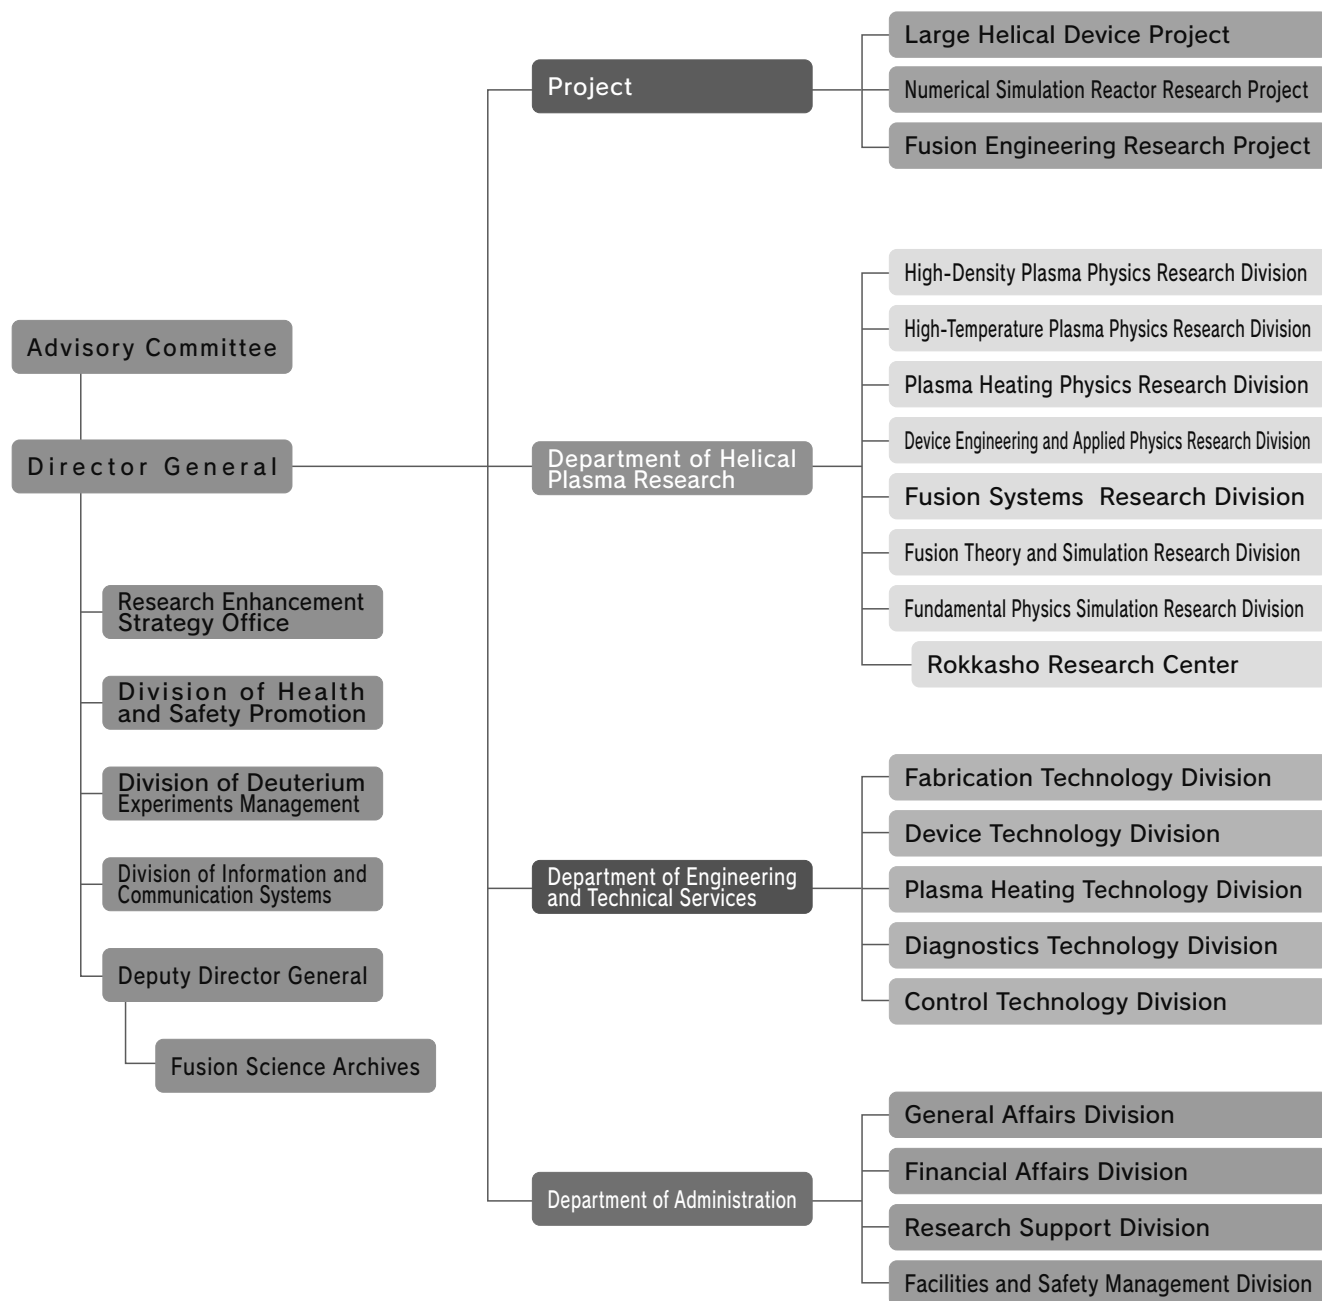 Advisory Committee
Director General
Research Enhancement
Strategy Office
Division of Health
and Safety Promotion
Division of Deuterium
Experiments Management
Division of Information and
Communication Systems
Deputy Director General
Fusion Science Archives
Project
Large Helical Device Project
Numerical Simulation Reactor Research Project
Fusion Engineering Research Project
Department of Helical
Plasma Research
High-Density Plasma Physics Research Division
High-Temperature Plasma Physics Research Division
Plasma Heating Physics Research Division
Device Engineering and Applied Physics Research Division
Fusion Systems Research Division
Fusion Theory and Simulation Research Division
Fundamental Physics Simulation Research Division
Rokkasho Research Center
Department of Engineering
and Technical Services
Fabrication Technology Division
Device Technology Division
Plasma Heating Technology Division
Diagnostics Technology Division
Control Technology Division
Department of Administration
General Affairs Division
Financial Affairs Division
Research Support Division
Facilities and Safety Management Division